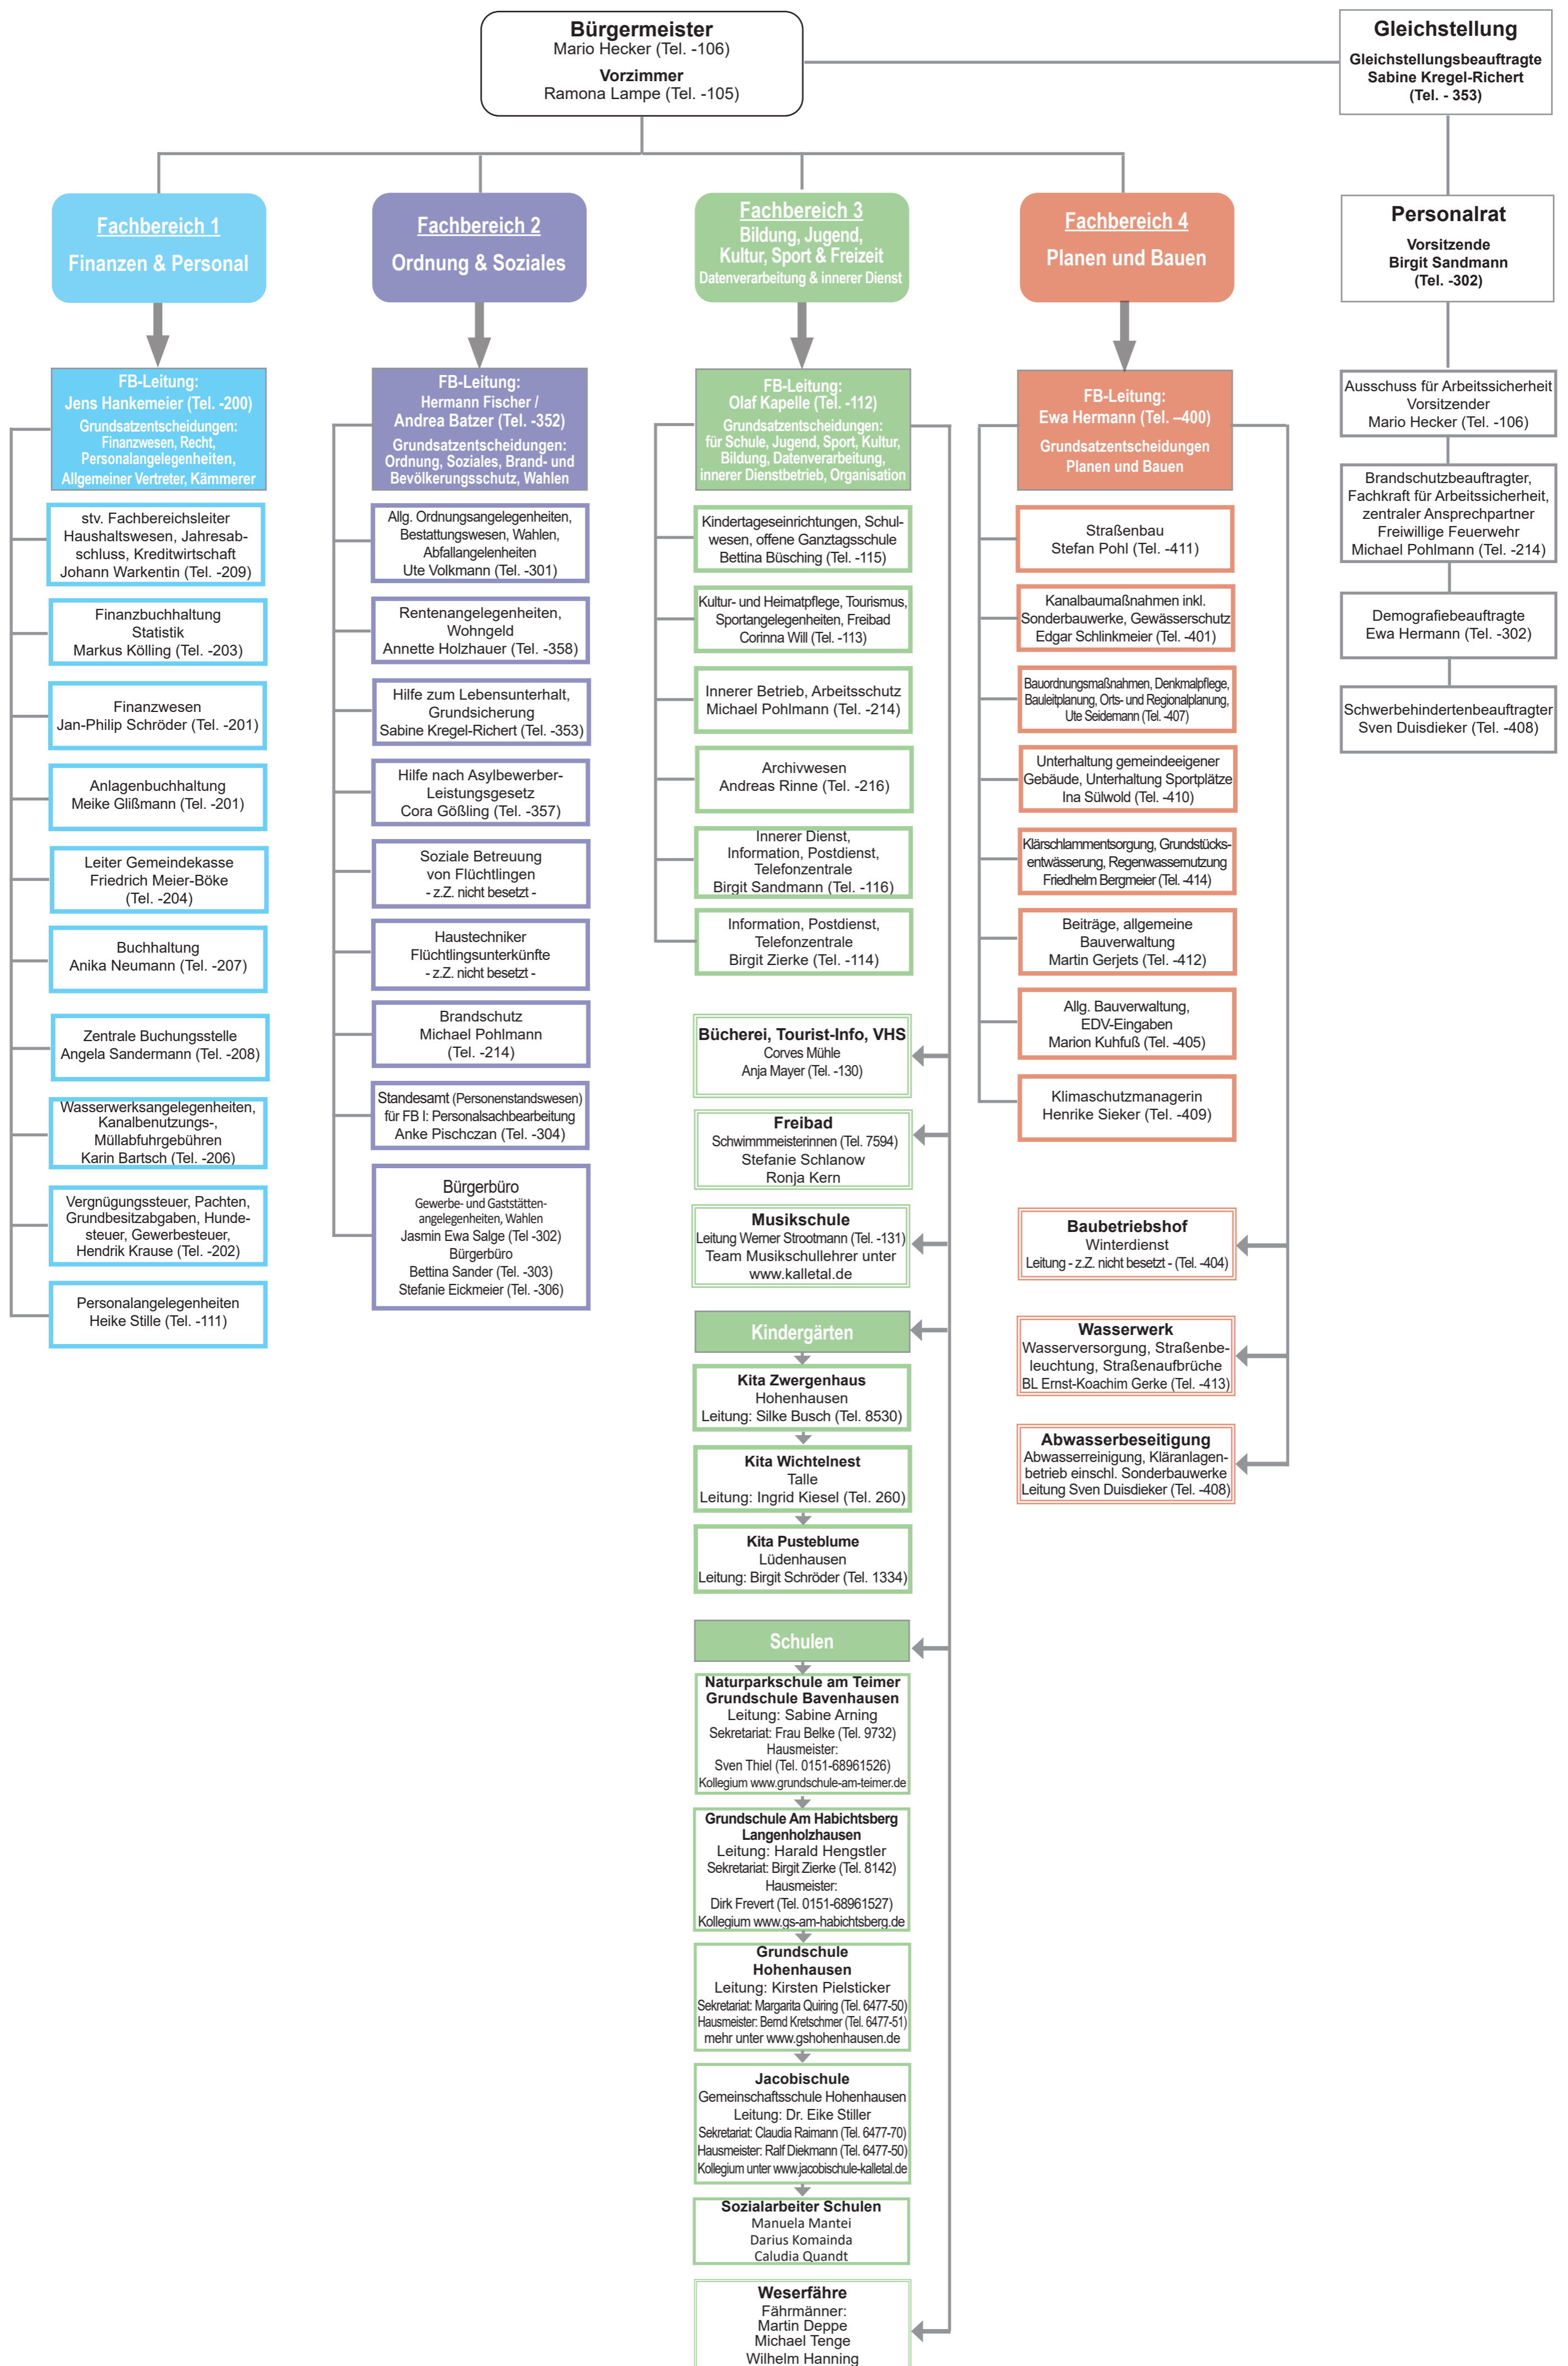 Bürgermeister
Mario Hecker (Tel. -106)
Vorzimmer
Ramona Lampe (Tel. -105)
Gleichstellung
Gleichstellungsbeauftragte
Sabine Kregel-Richert
(Tel. - 353)
Fachbereich 1
Finanzen & Personal
FB-Leitung:
Jens Hankemeier (Tel. -200)
Grundsatzentscheidungen:
Finanzwesen, Recht,
Personalangelegenheiten,
Allgemeiner Vertreter, Kämmerer
stv. Fachbereichsleiter
Haushaltswesen, Jahresab-
schluss, Kreditwirtschaft
Johann Warkentin (Tel. -209)
Finanzbuchhaltung
Statistik
Markus Kölling (Tel. -203)
Finanzwesen
Jan-Philip Schröder (Tel. -201)
Anlagenbuchhaltung
Meike Glißmann (Tel. -201)
Leiter Gemeindekasse
Friedrich Meier-Böke
(Tel. -204)
Buchhaltung
Anika Neumann (Tel. -207)
Zentrale Buchungsstelle
Angela Sandermann (Tel. -208)
Wasserwerksangelegenheiten,
Kanalbenutzungs-,
Müllabfuhrgebühren
Karin Bartsch (Tel. -206)
Vergnügungssteuer, Pachten,
Grundbesitzabgaben, Hunde-
steuer, Gewerbesteuer,
Hendrik Krause (Tel. -202)
Personalangelegenheiten
Heike Stille (Tel. -111)
Fachbereich 2
Ordnung & Soziales
FB-Leitung:
Hermann Fischer /
Andrea Batzer (Tel. -352)
Grundsatzentscheidungen:
Ordnung, Soziales, Brand- und
Bevölkerungsschutz, Wahlen
Allg. Ordnungsangelegenheiten,
Bestattungswesen, Wahlen,
Abfallangelenheiten
Ute Volkmann (Tel. -301)
Rentenangelegenheiten,
Wohngeld
Annette Holzhauer (Tel. -358)
Hilfe zum Lebensunterhalt,
Grundsicherung
Sabine Kregel-Richert (Tel. -353)
Hilfe nach Asylbewerber-
Leistungsgesetz
Cora Gößling (Tel. -357)
Soziale Betreuung
von Flüchtlingen
- z.Z. nicht besetzt -
Haustechniker
Flüchtlingsunterkünfte
- z.Z. nicht besetzt -
Brandschutz
Michael Pohlmann
(Tel. -214)
Standesamt (Personenstandswesen)
für FB I: Personalsachbearbeitung
Anke Pischczan (Tel. -304)
Bürgerbüro
Gewerbe- und Gaststätten-
angelegenheiten, Wahlen
Jasmin Ewa Salge (Tel -302)
Bürgerbüro
Bettina Sander (Tel. -303)
Stefanie Eickmeier (Tel. -306)
Fachbereich 3
Bildung, Jugend,
Kultur, Sport & Freizeit
Datenverarbeitung & innerer Dienst
FB-Leitung:
Olaf Kapelle (Tel. -112)
Grundsatzentscheidungen:
für Schule, Jugend, Sport, Kultur,
Bildung, Datenverarbeitung,
innerer Dienstbetrieb, Organisation
Kindertageseinrichtungen, Schul-
wesen, offene Ganztagsschule
Bettina Büsching (Tel. -115)
Kultur- und Heimatpflege, Tourismus,
Sportangelegenheiten, Freibad
Corinna Will (Tel. -113)
Innerer Betrieb, Arbeitsschutz
Michael Pohlmann (Tel. -214)
Archivwesen
Andreas Rinne (Tel. -216)
Innerer Dienst,
Information, Postdienst,
Telefonzentrale
Birgit Sandmann (Tel. -116)
Information, Postdienst,
Telefonzentrale
Birgit Zierke (Tel. -114)
Bücherei, Tourist-Info, VHS
Corves Mühle
Anja Mayer (Tel. -130)
Freibad
Schwimmmeisterinnen (Tel. 7594)
Stefanie Schlanow
Ronja Kern
Musikschule
Leitung Werner Strootmann (Tel. -131)
Team Musikschullehrer unter
www.kalletal.de
Kindergärten
Kita Zwergenhaus
Hohenhausen
Leitung: Silke Busch (Tel. 8530)
Kita Wichtelnest
Talle
Leitung: Ingrid Kiesel (Tel. 260)
Kita Pusteblume
Lüdenhausen
Leitung: Birgit Schröder (Tel. 1334)
Schulen
Naturparkschule am Teimer
Grundschule Bavenhausen
Leitung: Sabine Arning
Sekretariat: Frau Belke (Tel. 9732)
Hausmeister:
Sven Thiel (Tel. 0151-68961526)
Kollegium www.grundschule-am-teimer.de
Grundschule Am Habichtsberg
Langenholzhausen
Leitung: Harald Hengstler
Sekretariat: Birgit Zierke (Tel. 8142)
Hausmeister:
Dirk Frevert (Tel. 0151-68961527)
Kollegium www.gs-am-habichtsberg.de
Grundschule
Hohenhausen
Leitung: Kirsten Pielsticker
Sekretariat: Margarita Quiring (Tel. 6477-50)
Hausmeister: Bernd Kretschmer (Tel. 6477-51)
mehr unter www.gshohenhausen.de
Jacobischule
Gemeinschaftsschule Hohenhausen
Leitung: Dr. Eike Stiller
Sekretariat: Claudia Raimann (Tel. 6477-70)
Hausmeister: Ralf Diekmann (Tel. 6477-50)
Kollegium unter www.jacobischule-kalletal.de
Sozialarbeiter Schulen
Manuela Mantei
Darius Komainda
Caludia Quandt
Weserfähre
Fährmänner:
Martin Deppe
Michael Tenge
Wilhelm Hanning
Fachbereich 4
Planen und Bauen
FB-Leitung:
Ewa Hermann (Tel. –400)
Grundsatzentscheidungen
Planen und Bauen
Straßenbau
Stefan Pohl (Tel. -411)
Kanalbaumaßnahmen inkl.
Sonderbauwerke, Gewässerschutz
Edgar Schlinkmeier (Tel. -401)
Bauordnungsmaßnahmen, Denkmalpflege,
Bauleitplanung, Orts- und Regionalplanung,
Ute Seidemann (Tel. -407)
Unterhaltung gemeindeeigener
Gebäude, Unterhaltung Sportplätze
Ina Sülwold (Tel. -410)
Klärschlammentsorgung, Grundstücks-
entwässerung, Regenwassernutzung
Friedhelm Bergmeier (Tel. -414)
Beiträge, allgemeine
Bauverwaltung
Martin Gerjets (Tel. -412)
Allg. Bauverwaltung,
EDV-Eingaben
Marion Kuhfuß (Tel. -405)
Klimaschutzmanagerin
Henrike Sieker (Tel. -409)
Baubetriebshof
Winterdienst
Leitung - z.Z. nicht besetzt - (Tel. -404)
Wasserwerk
Wasserversorgung, Straßenbe-
leuchtung, Straßenaufbrüche
BL Ernst-Koachim Gerke (Tel. -413)
Abwasserbeseitigung
Abwasserreinigung, Kläranlagen-
betrieb einschl. Sonderbauwerke
Leitung Sven Duisdieker (Tel. -408)
Personalrat
Vorsitzende
Birgit Sandmann
(Tel. -302)
Ausschuss für Arbeitssicherheit
Vorsitzender
Mario Hecker (Tel. -106)
Brandschutzbeauftragter,
Fachkraft für Arbeitssicherheit,
zentraler Ansprechpartner
Freiwillige Feuerwehr
Michael Pohlmann (Tel. -214)
Demografiebeauftragte
Ewa Hermann (Tel. -302)
Schwerbehindertenbeauftragter
Sven Duisdieker (Tel. -408)